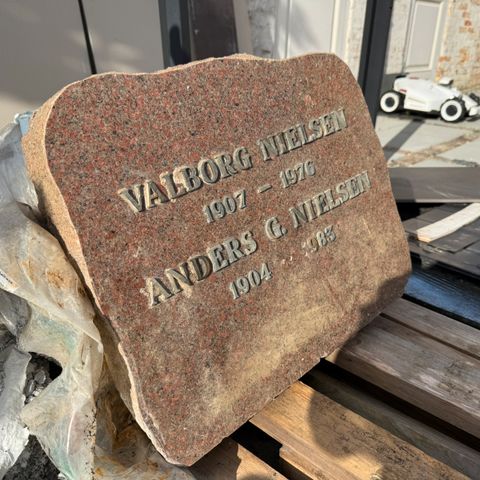 VALBORG NIELSEN
1907 - 1976
ANDERS G NIELSEN
1904 - 1983